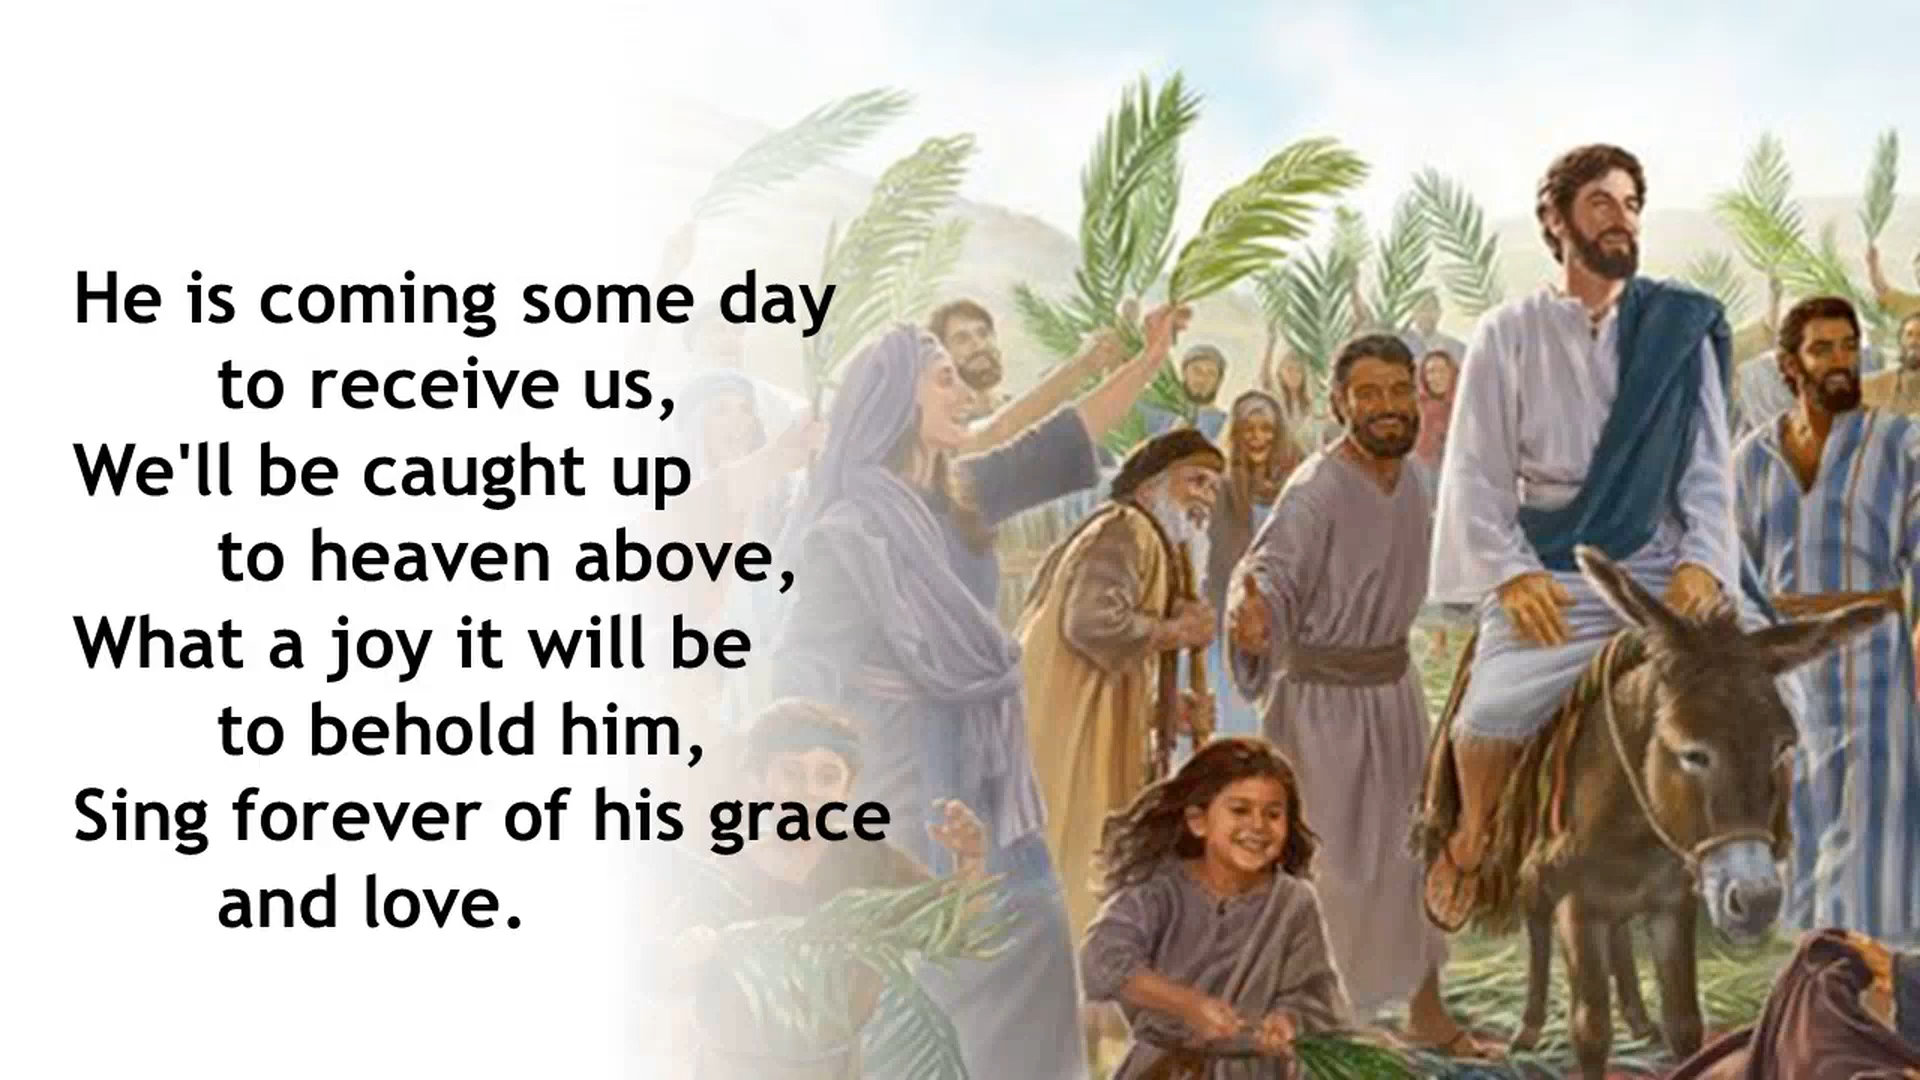 He is coming some day
to receive us,
We'll be caught up
to heaven above,
What a joy it will be
to behold him,
Sing forever of his grace
and love.